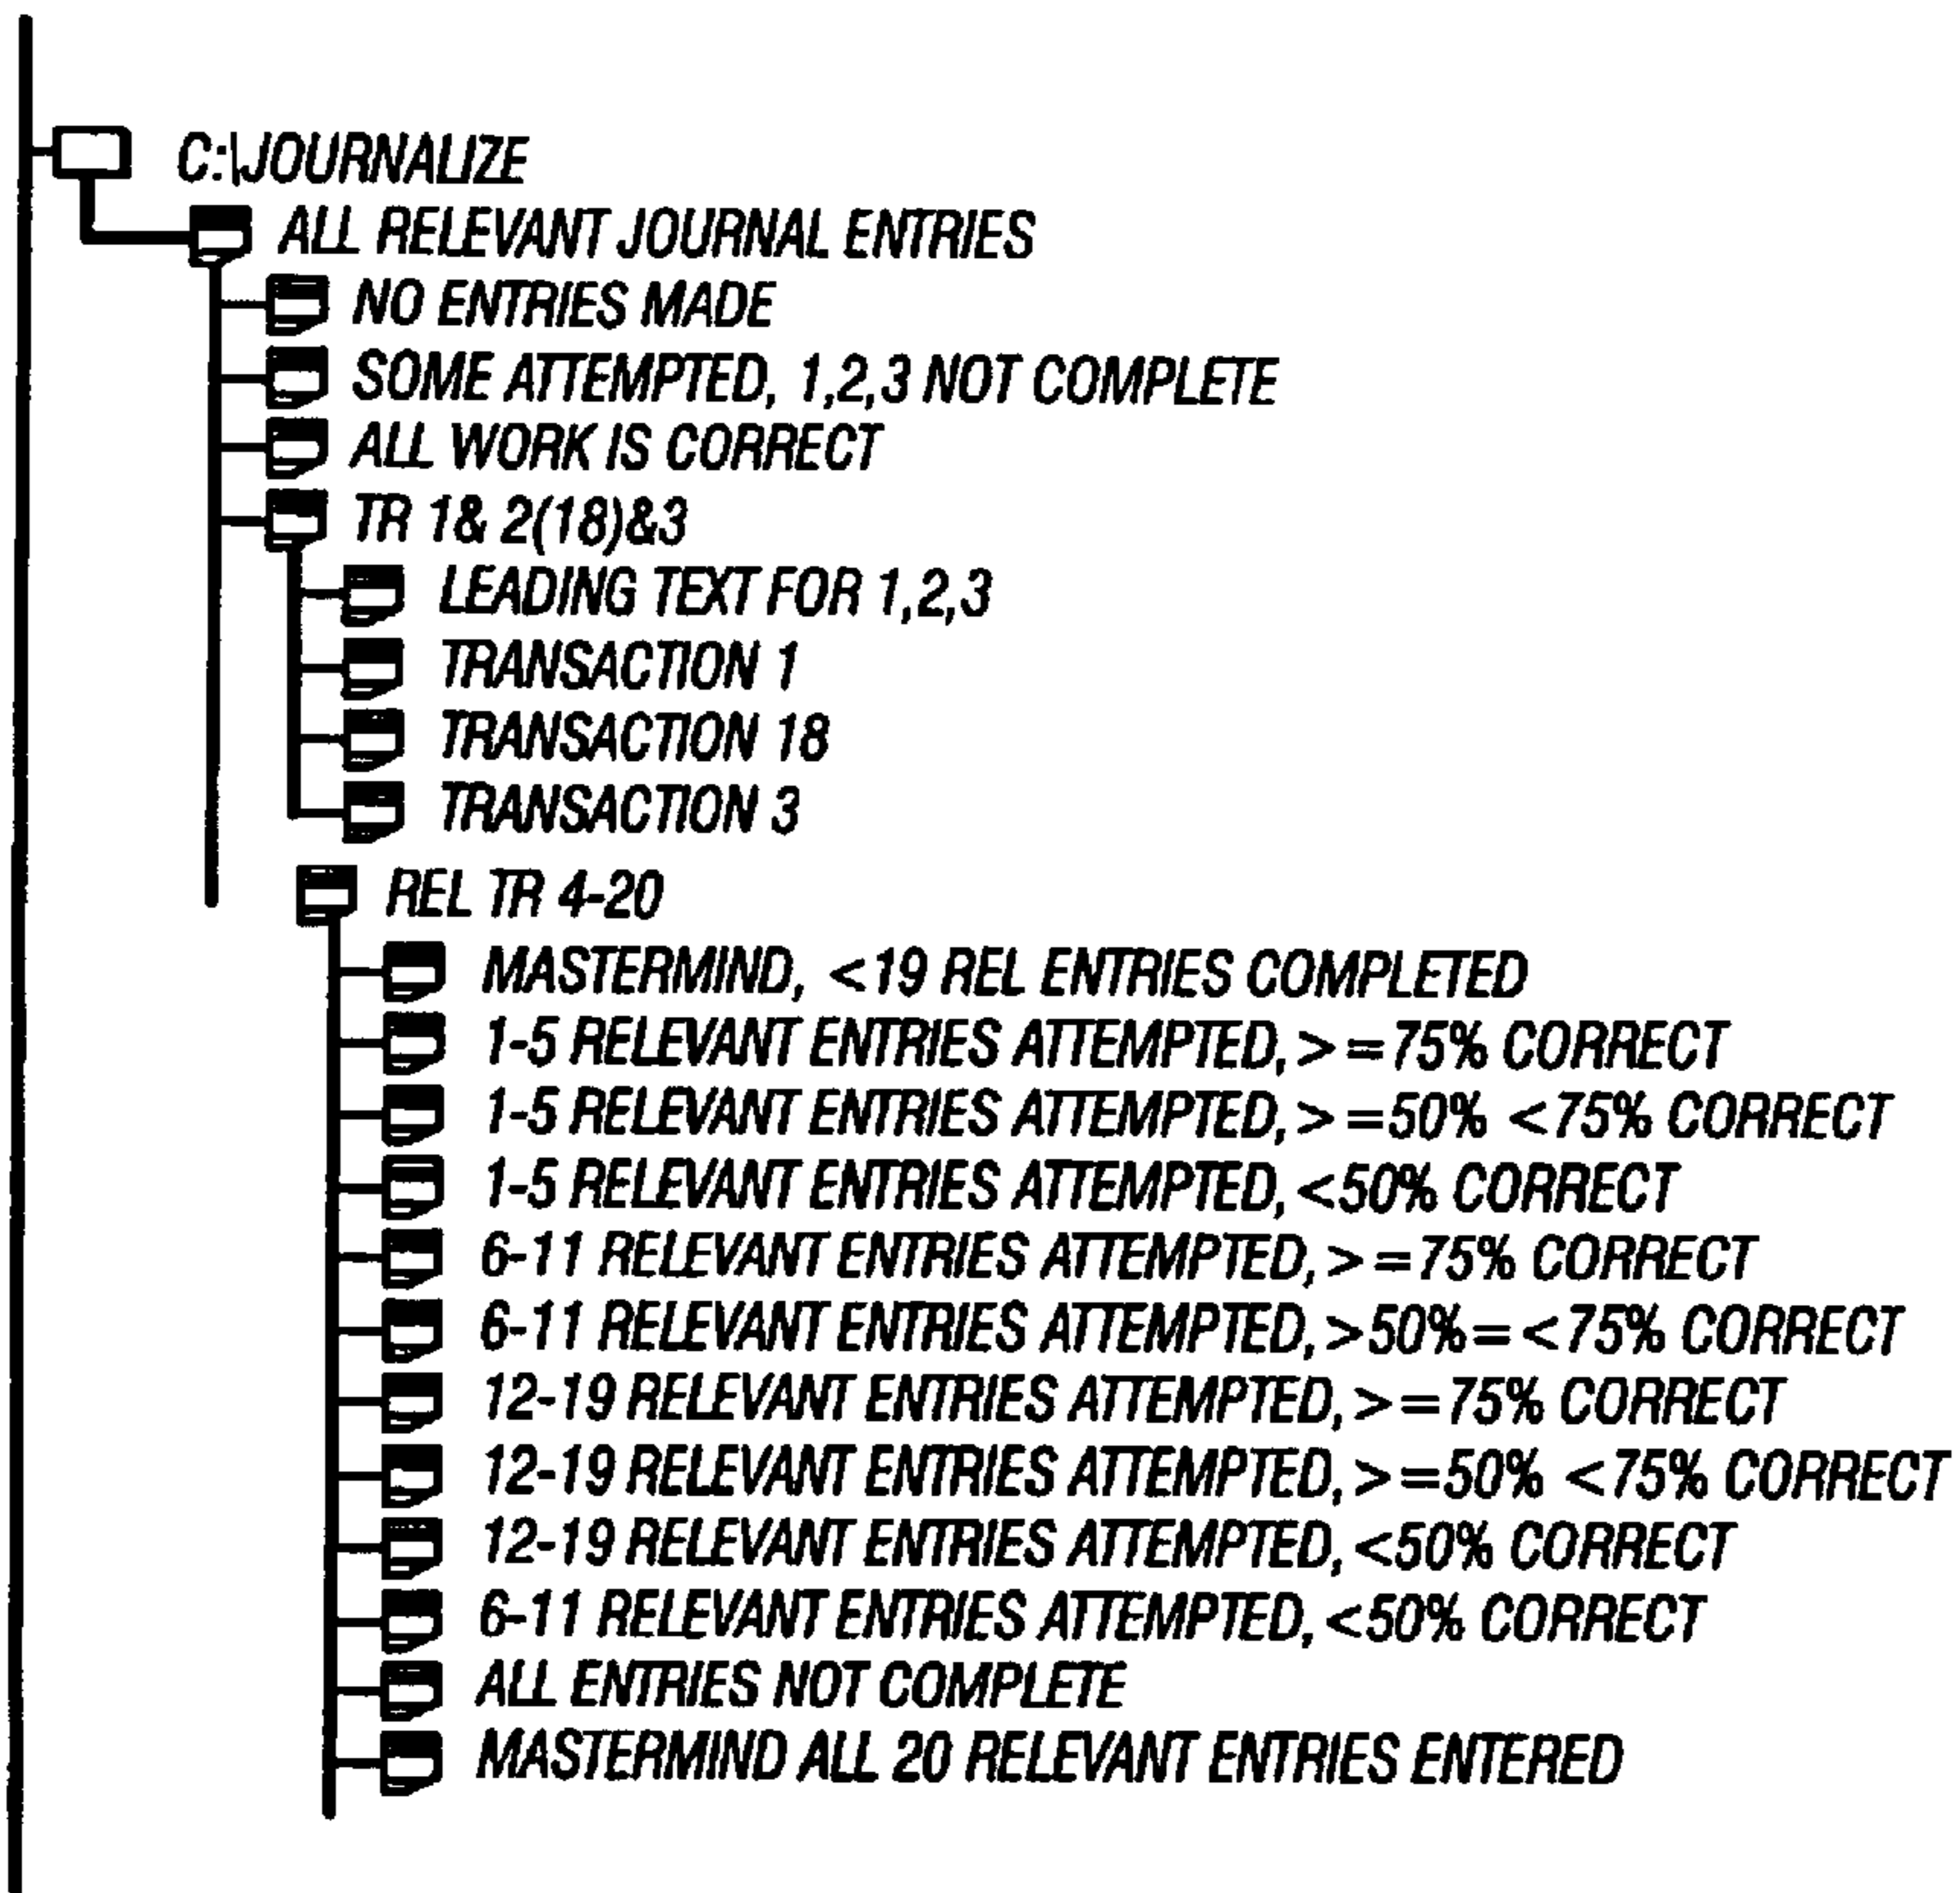 C:\JOURNALIZE
ALL RELEVANT JOURNAL ENTRIES
NO ENTRIES MADE
SOME ATTEMPTED, 1,2,3 NOT COMPLETE
ALL WORK IS CORRECT
TR 1& 2(18)&3
LEADING TEXT FOR 1,2,3
TRANSACTION 1
TRANSACTION 18
TRANSACTION 3
REL TR 4-20
MASTERMIND, <19 REL ENTRIES COMPLETED
1-5 RELEVANT ENTRIES ATTEMPTED, >=75% CORRECT
1-5 RELEVANT ENTRIES ATTEMPTED, >=50% <75% CORRECT
1-5 RELEVANT ENTRIES ATTEMPTED, <50% CORRECT
6-11 RELEVANT ENTRIES ATTEMPTED, >=75% CORRECT
6-11 RELEVANT ENTRIES ATTEMPTED, >50%=<75% CORRECT
12-19 RELEVANT ENTRIES ATTEMPTED, >=75% CORRECT
12-19 RELEVANT ENTRIES ATTEMPTED, >=50% <75% CORRECT
12-19 RELEVANT ENTRIES ATTEMPTED, <50% CORRECT
6-11 RELEVANT ENTRIES ATTEMPTED, <50% CORRECT
ALL ENTRIES NOT COMPLETE
MASTERMIND ALL 20 RELEVANT ENTRIES ENTERED